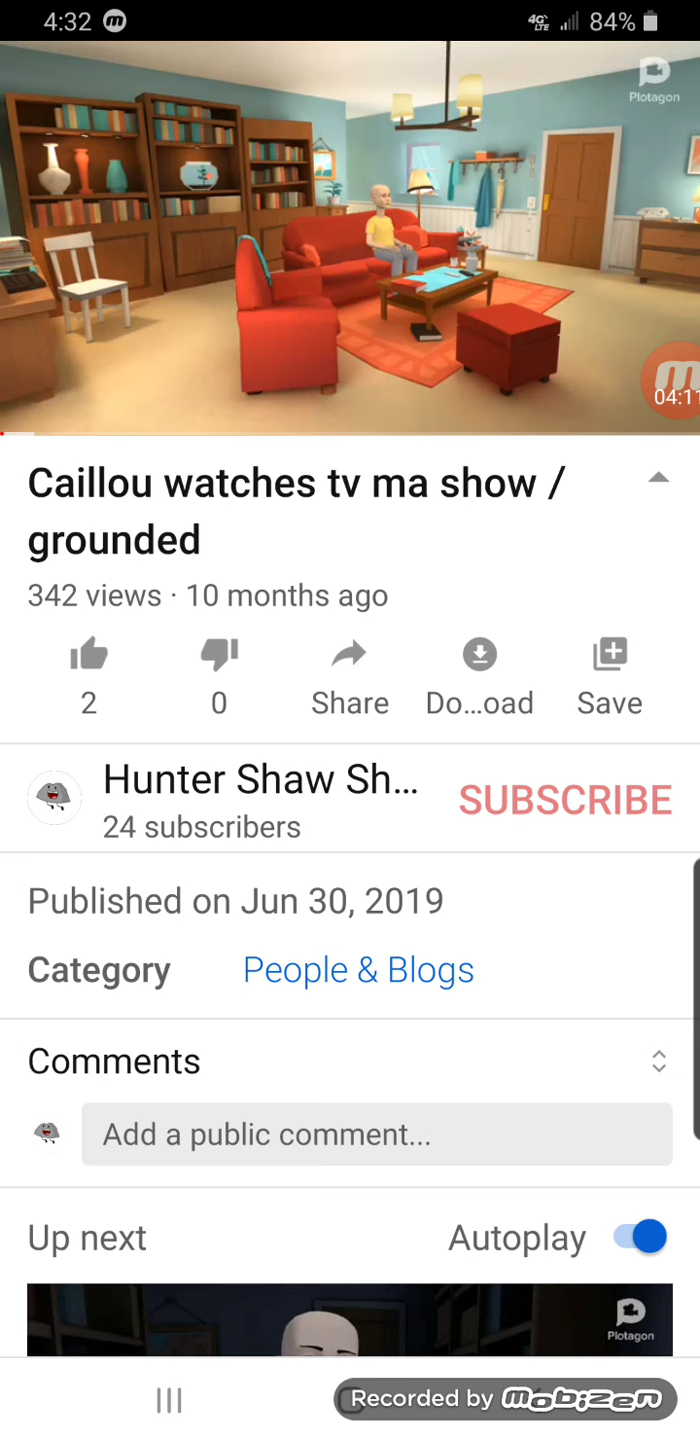 4:32
4G LTE 84%
Plotagon
04:11
Caillou watches tv ma show /
grounded
342 views · 10 months ago
2 0 Share Do...oad Save
Hunter Shaw Sh...
SUBSCRIBE
24 subscribers
Published on Jun 30, 2019
Category People & Blogs
Comments
Add a public comment...
Up next Autoplay
Plotagon
Recorded by mobizen